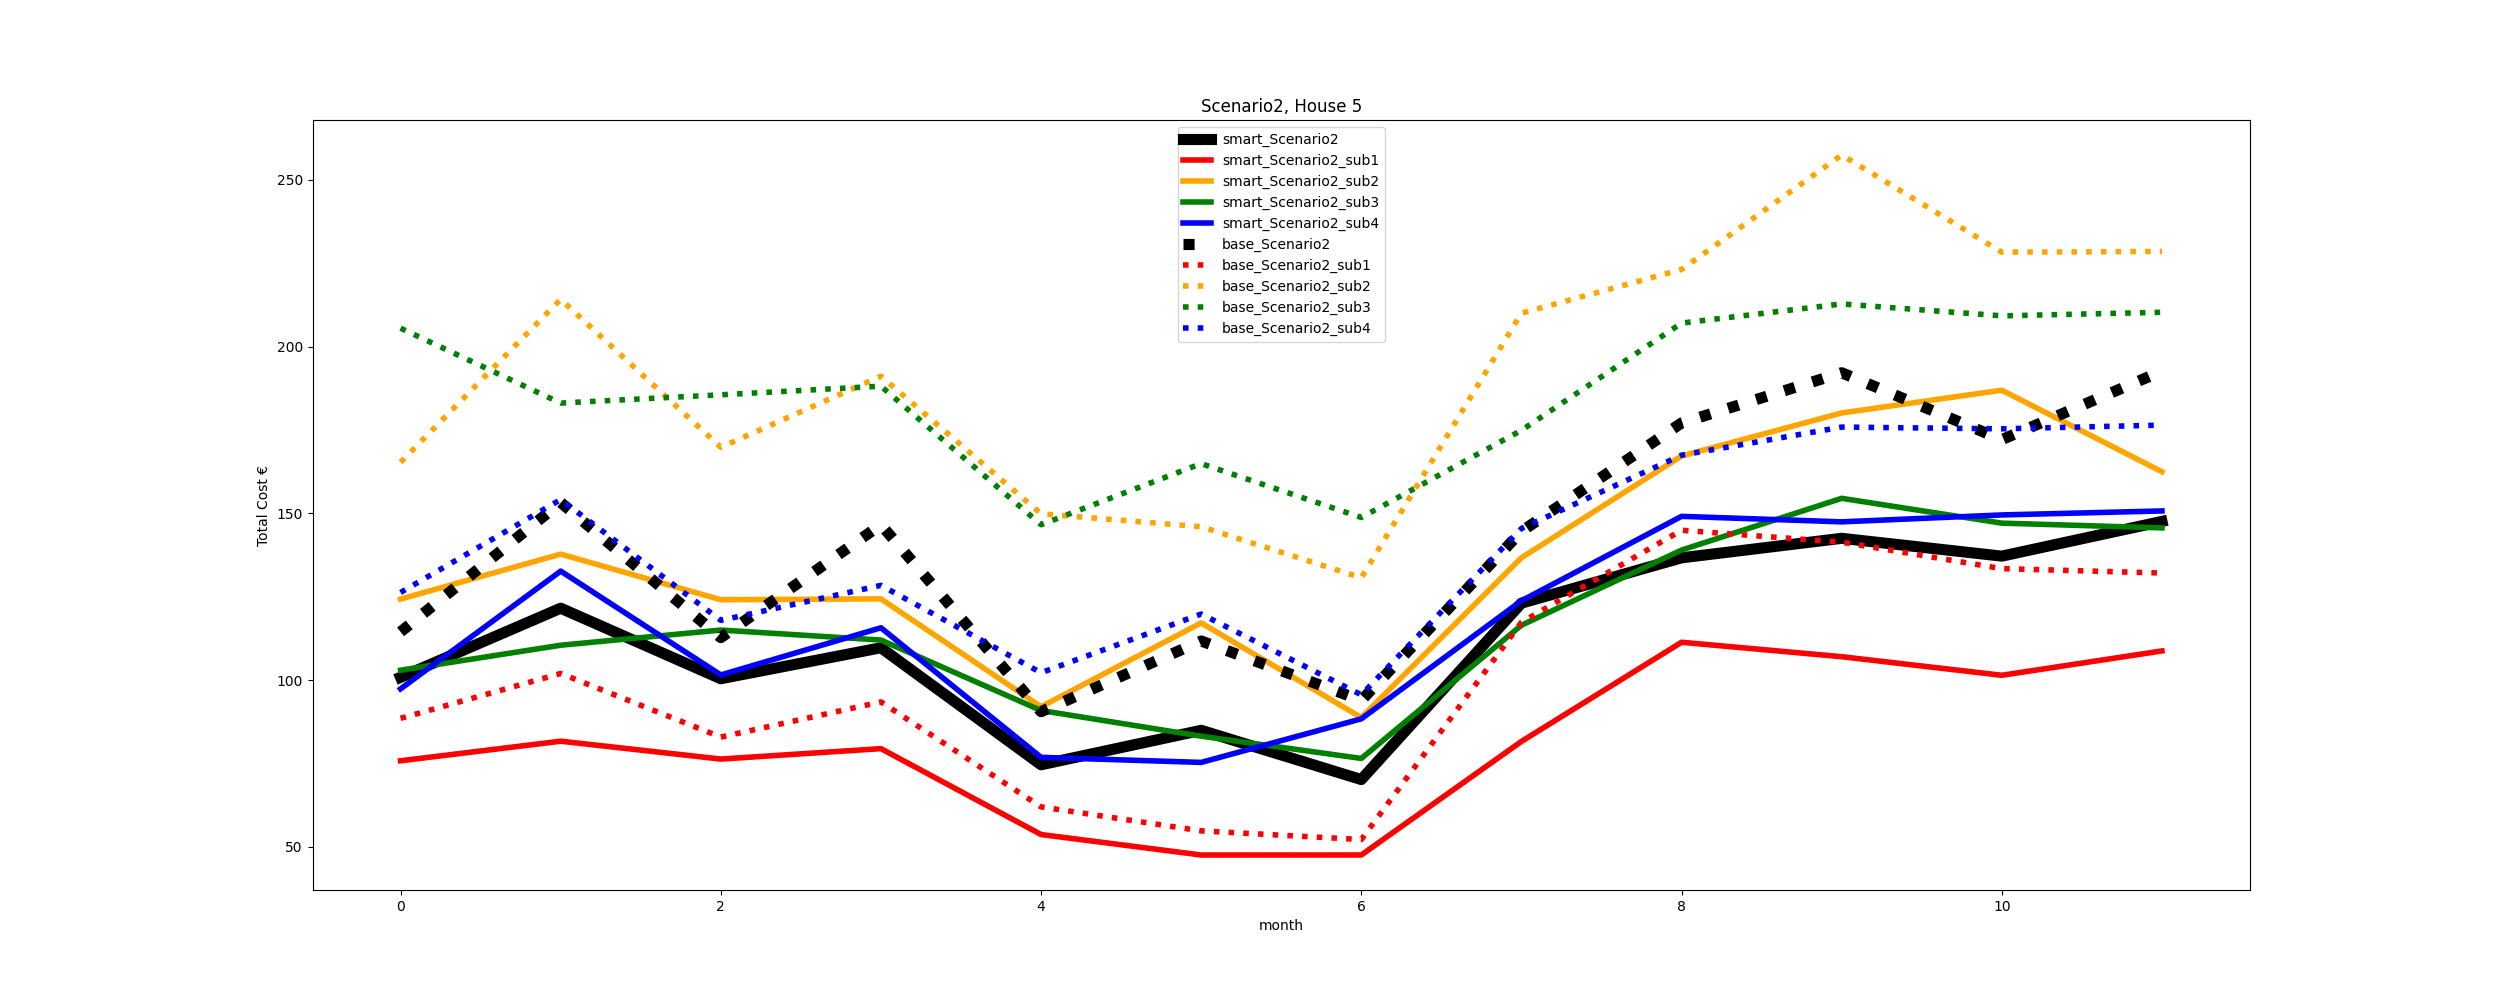 Scenario2, House 5
smart_Scenario2
smart_Scenario2_sub1
smart_Scenario2_sub2
smart_Scenario2_sub3
smart_Scenario2_sub4
base_Scenario2
base_Scenario2_sub1
base_Scenario2_sub2
base_Scenario2_sub3
base_Scenario2_sub4
Total Cost €
250
200
150
100
50
0 2 4 6 8 10
month